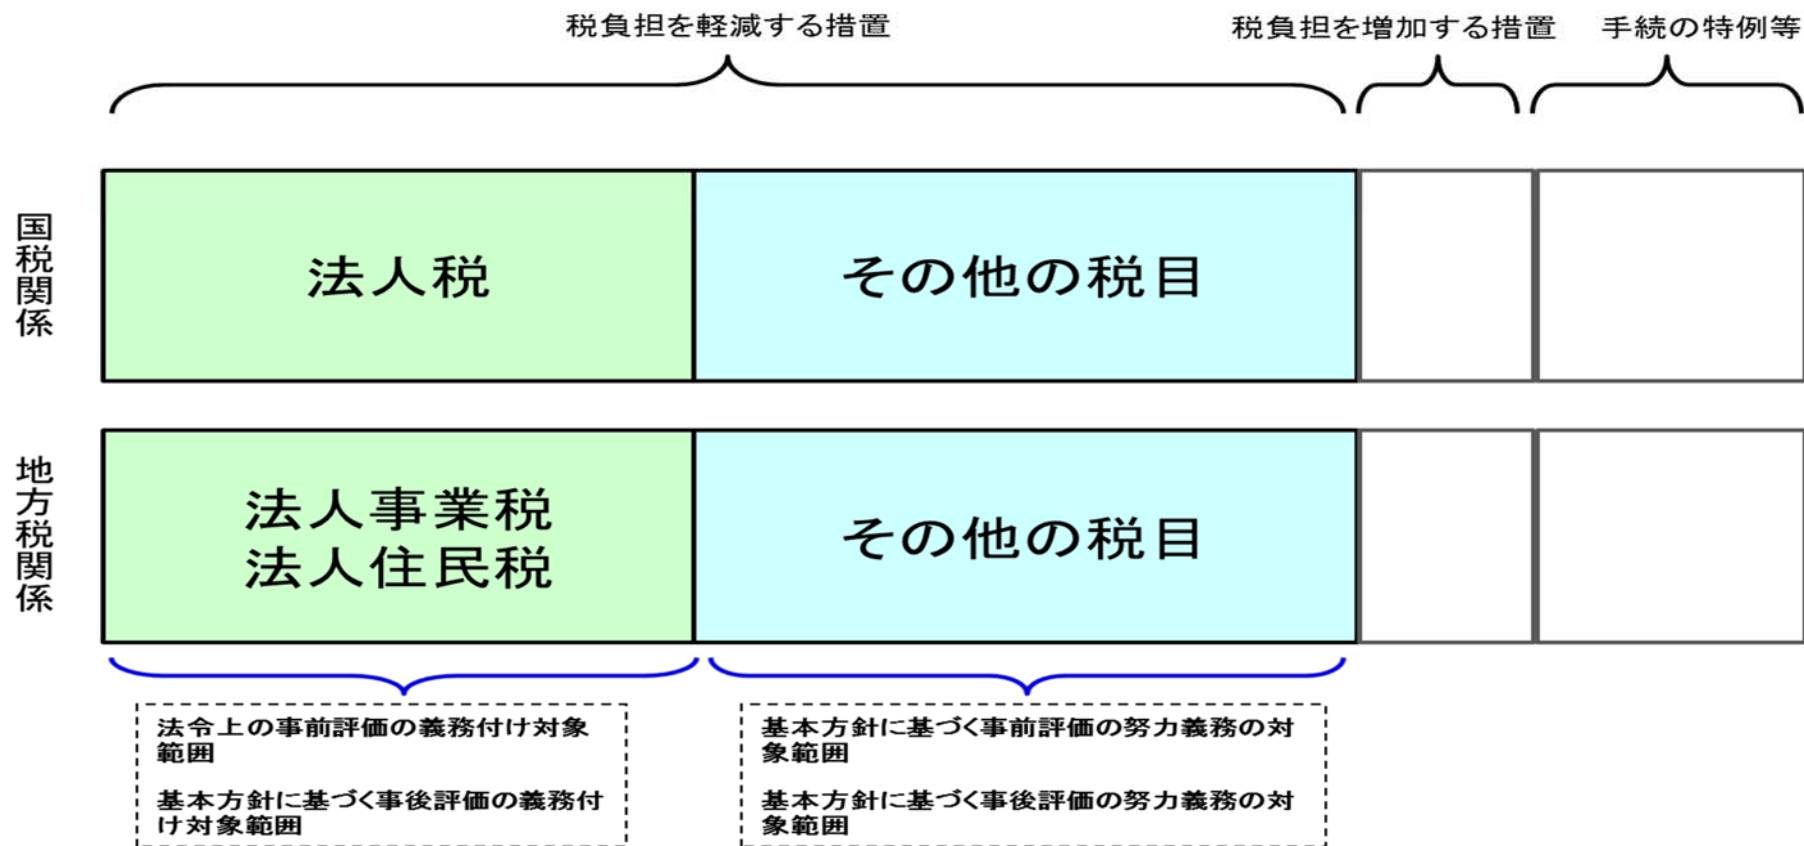 税負担を軽減する措置
税負担を増加する措置
手続の特例等
国税関係
法人税
その他の税目
地方税関係
法人事業税
法人住民税
その他の税目
法令上の事前評価の義務付け対象
範囲
基本方針に基づく事後評価の義務付
け対象範囲
基本方針に基づく事前評価の努力義務の対
象範囲
基本方針に基づく事後評価の努力義務の対
象範囲